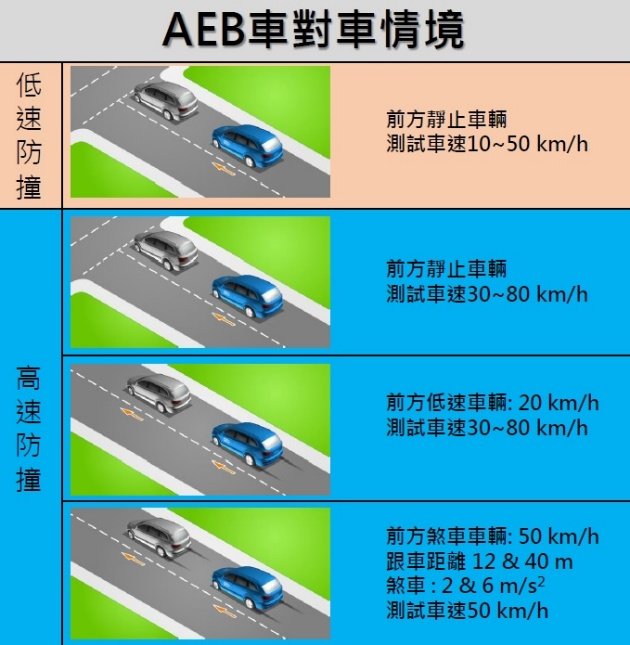 AEB車對車情境
低速防撞
前方靜止車輛
測試車速10~50 km/h
高速防撞
前方靜止車輛
測試車速30~80 km/h
前方低速車輛: 20 km/h
測試車速30~80 km/h
前方煞車車輛: 50 km/h
跟車距離 12 & 40 m
煞車 : 2 & 6 m/s²
測試車速50 km/h